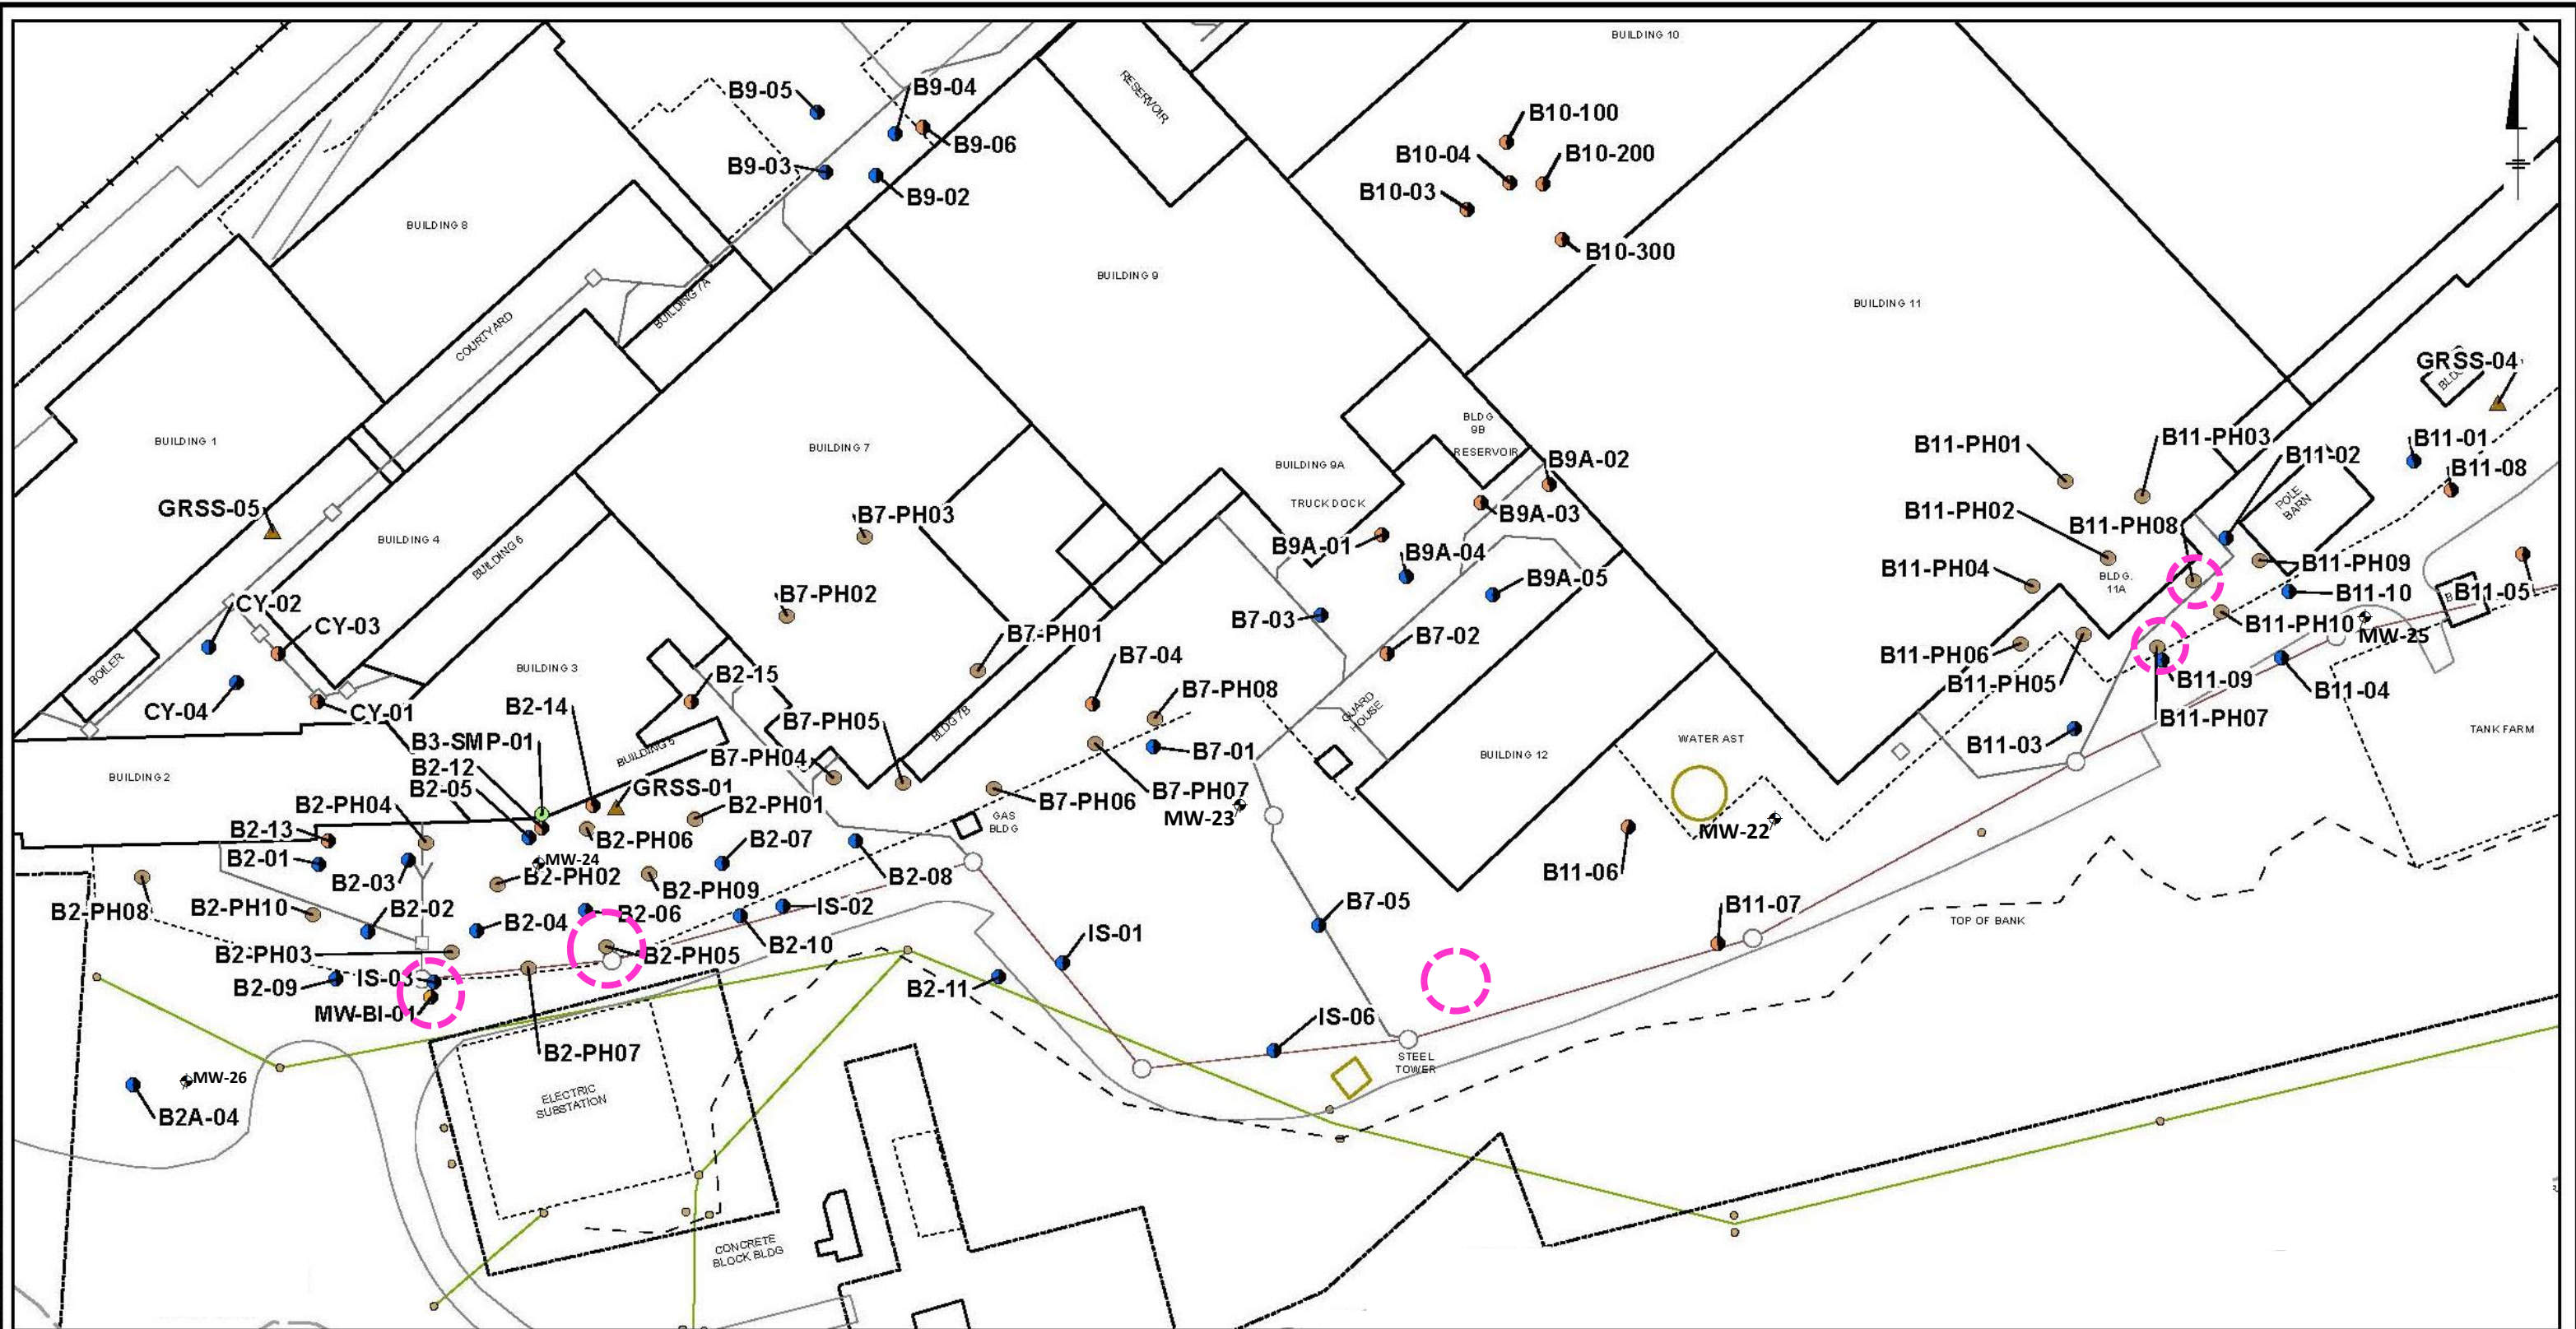 BUILDING 10
RESERVOIR
B9-05
B9-04
B9-06
B9-03
B9-02
B10-100
B10-04
B10-200
B10-03
B10-300
BUILDING 8
BUILDING 9
BUILDING 11
COURTYARD
BUILDING 7A
GRSS-04
BUILDING 1
BUILDING 7
BLDG
9B
RESERVOIR
BUILDING 9A
TRUCK DOCK
B9A-02
B9A-03
B9A-01
B9A-04
B9A-05
B11-PH01
B11-PH03
B11-02
B11-01
B11-08
POLE
BARN
B11-PH02
B11-PH08
B11-PH04
BLDG.
11A
B11-PH09
B11-10
B11-05
B11-PH10
MW-25
GRSS-05
BUILDING 4
BUILDING 6
B7-PH03
B7-PH02
B7-PH01
B7-03
B7-02
CY-02
CY-03
BOILER
CY-04
CY-01
BUILDING 3
B2-15
B2-14
B7-04
B7-PH08
B7-PH05
BLDG 7B
GUARD
HOUSE
B11-PH06
B11-PH05
B11-09
B11-04
B11-PH07
B11-03
TANK FARM
BUILDING 2
B3-SMP-01
B2-12
B2-05
BUILDING 5
B7-PH04
B7-01
B7-PH07
B7-PH06
MW-23
BUILDING 12
WATER AST
MW-22
GRSS-01
B2-PH04
B2-PH01
B2-PH06
GAS
BLDG
B2-13
B2-01
B2-03
MW-24
B2-PH02
B2-07
B2-PH09
B2-08
B11-06
B2-PH08
B2-PH10
B2-02
B2-04
B2-06
IS-02
B2-10
IS-01
B7-05
B11-07
TOP OF BANK
B2-PH03
B2-PH05
B2-09
IS-03
MW-BI-01
B2-11
IS-06
STEEL
TOWER
B2-PH07
MW-26
B2A-04
ELECTRIC
SUBSTATION
CONCRETE
BLOCK BLDG